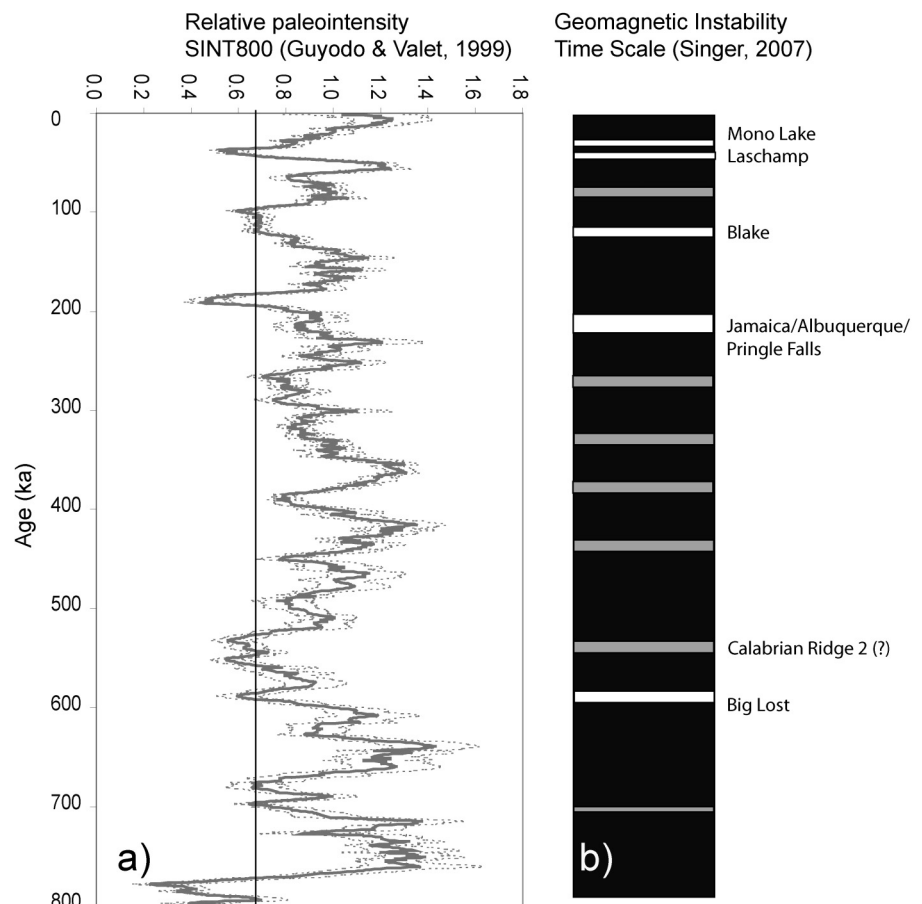 Relative paleointensity
SINT800 (Guyodo & Valet, 1999)
Geomagnetic Instability
Time Scale (Singer, 2007)
0.0 0.2 0.4 0.6 0.8 1.0 1.2 1.4 1.6 1.8
0
100
200
300
400
500
600
700
800
Age (ka)
a)
Mono Lake
Laschamp
Blake
Jamaica/Albuquerque/
Pringle Falls
Calabrian Ridge 2 (?)
Big Lost
b)